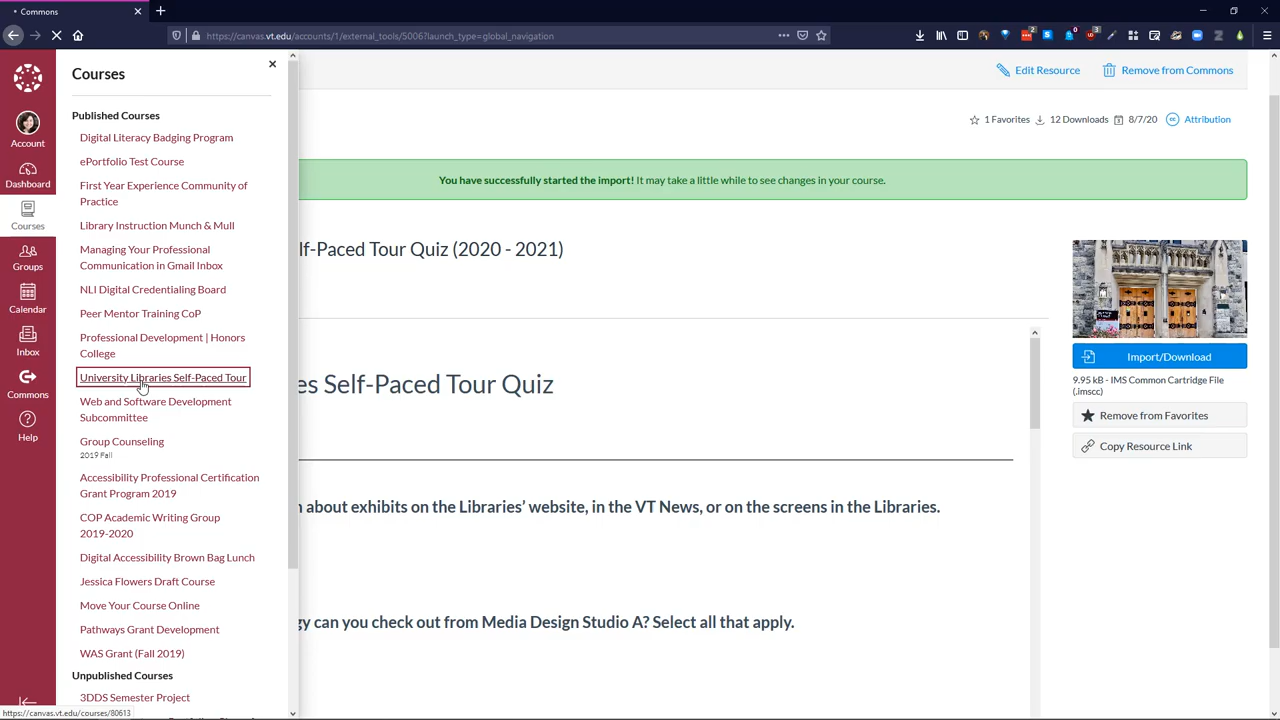 Commons
https://canvas.vt.edu/accounts/1/external_tools/5006?launch_type=global_navigation
Account
Dashboard
Courses
Groups
Calendar
Inbox
Commons
Help
Courses
Published Courses
Digital Literacy Badging Program
ePortfolio Test Course
First Year Experience Community of
Practice
Library Instruction Munch & Mull
Managing Your Professional
Communication in Gmail Inbox
NLI Digital Credentialing Board
Peer Mentor Training CoP
Professional Development | Honors
College
University Libraries Self-Paced Tour
Web and Software Development
Subcommittee
Group Counseling
2019 Fall
Accessibility Professional Certification
Grant Program 2019
COP Academic Writing Group
2019-2020
Digital Accessibility Brown Bag Lunch
Jessica Flowers Draft Course
Move Your Course Online
Pathways Grant Development
WAS Grant (Fall 2019)
Unpublished Courses
3DDS Semester Project
https://canvas.vt.edu/courses/80613
Edit Resource
Remove from Commons
1 Favorites
12 Downloads
8/7/20
Attribution
You have successfully started the import! It may take a little while to see changes in your course.
lf-Paced Tour Quiz (2020 - 2021)
es Self-Paced Tour Quiz
n about exhibits on the Libraries' website, in the VT News, or on the screens in the Libraries.
gy can you check out from Media Design Studio A? Select all that apply.
Import/Download
9.95 kB - IMS Common Cartridge File
(.imscc)
Remove from Favorites
Copy Resource Link